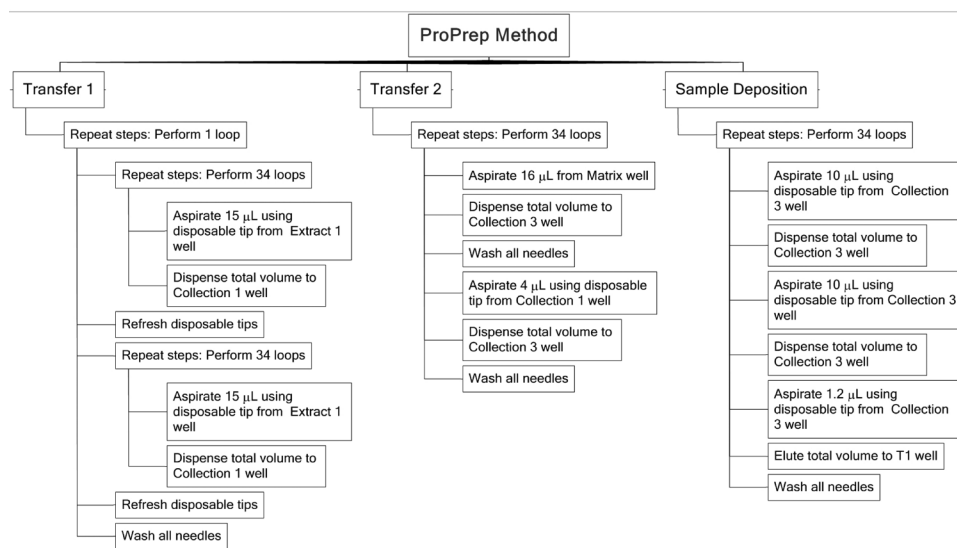 ProPrep Method
Transfer 1
Repeat steps: Perform 1 loop
Repeat steps: Perform 34 loops
Aspirate 15 μL using
disposable tip from Extract 1
well
Dispense total volume to
Collection 1 well
Refresh disposable tips
Repeat steps: Perform 34 loops
Aspirate 15 μL using
disposable tip from Extract 1
well
Dispense total volume to
Collection 1 well
Refresh disposable tips
Wash all needles
Transfer 2
Repeat steps: Perform 34 loops
Aspirate 16 μL from Matrix well
Dispense total volume to
Collection 3 well
Wash all needles
Aspirate 4 μL using disposable
tip from Collection 1 well
Dispense total volume to
Collection 3 well
Wash all needles
Sample Deposition
Repeat steps: Perform 34 loops
Aspirate 10 μL using
disposable tip from Collection
3 well
Dispense total volume to
Collection 3 well
Aspirate 10 μL using
disposable tip from Collection 3
well
Dispense total volume to
Collection 3 well
Aspirate 1.2 μL using
disposable tip from Collection
3 well
Elute total volume to T1 well
Wash all needles